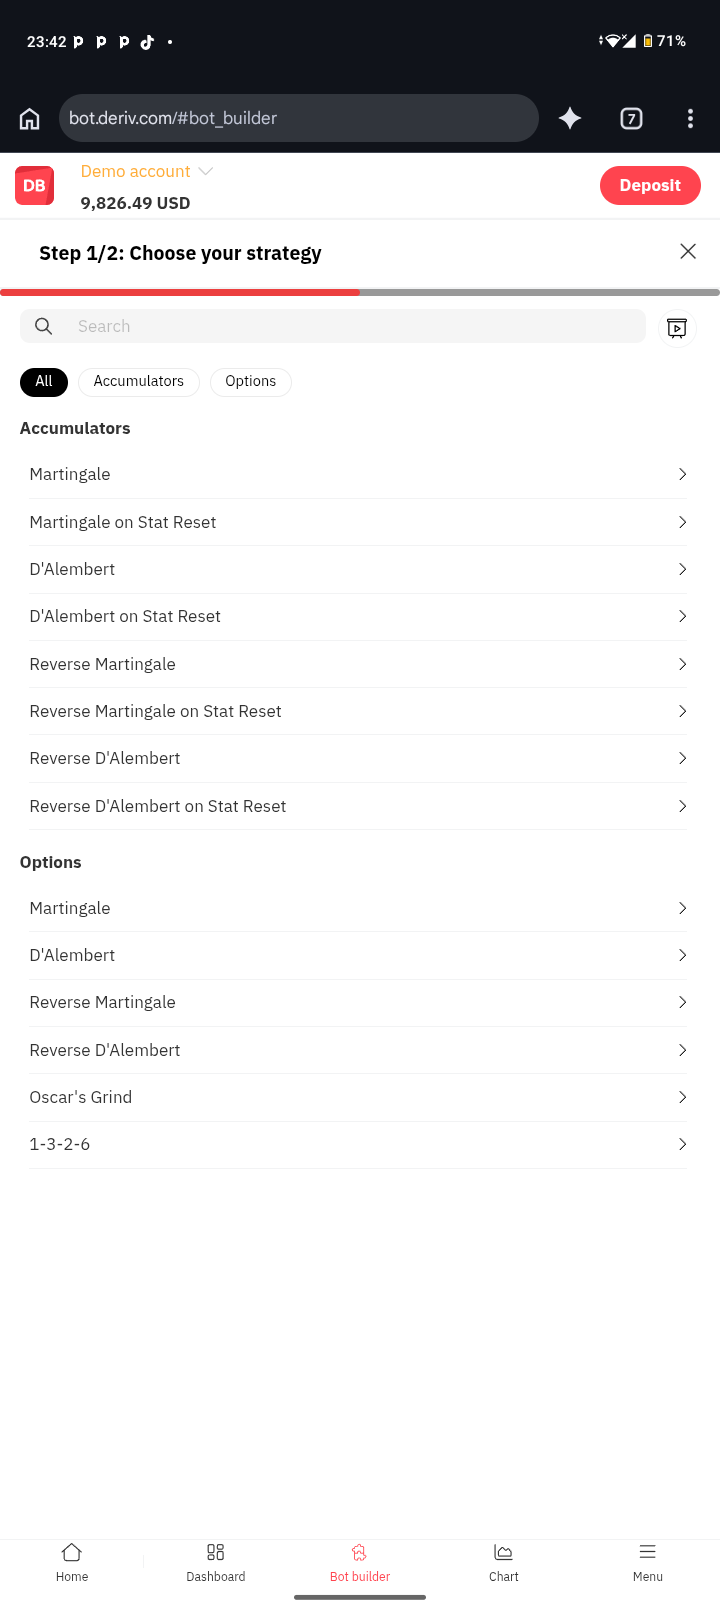 23:42
71%
bot.deriv.com/#bot_builder
7
DB
Demo account
9,826.49 USD
Deposit
Step 1/2: Choose your strategy
Search
All
Accumulators
Options
Accumulators
Martingale
Martingale on Stat Reset
D'Alembert
D'Alembert on Stat Reset
Reverse Martingale
Reverse Martingale on Stat Reset
Reverse D'Alembert
Reverse D'Alembert on Stat Reset
Options
Martingale
D'Alembert
Reverse Martingale
Reverse D'Alembert
Oscar's Grind
1-3-2-6
Home
Dashboard
Bot builder
Chart
Menu